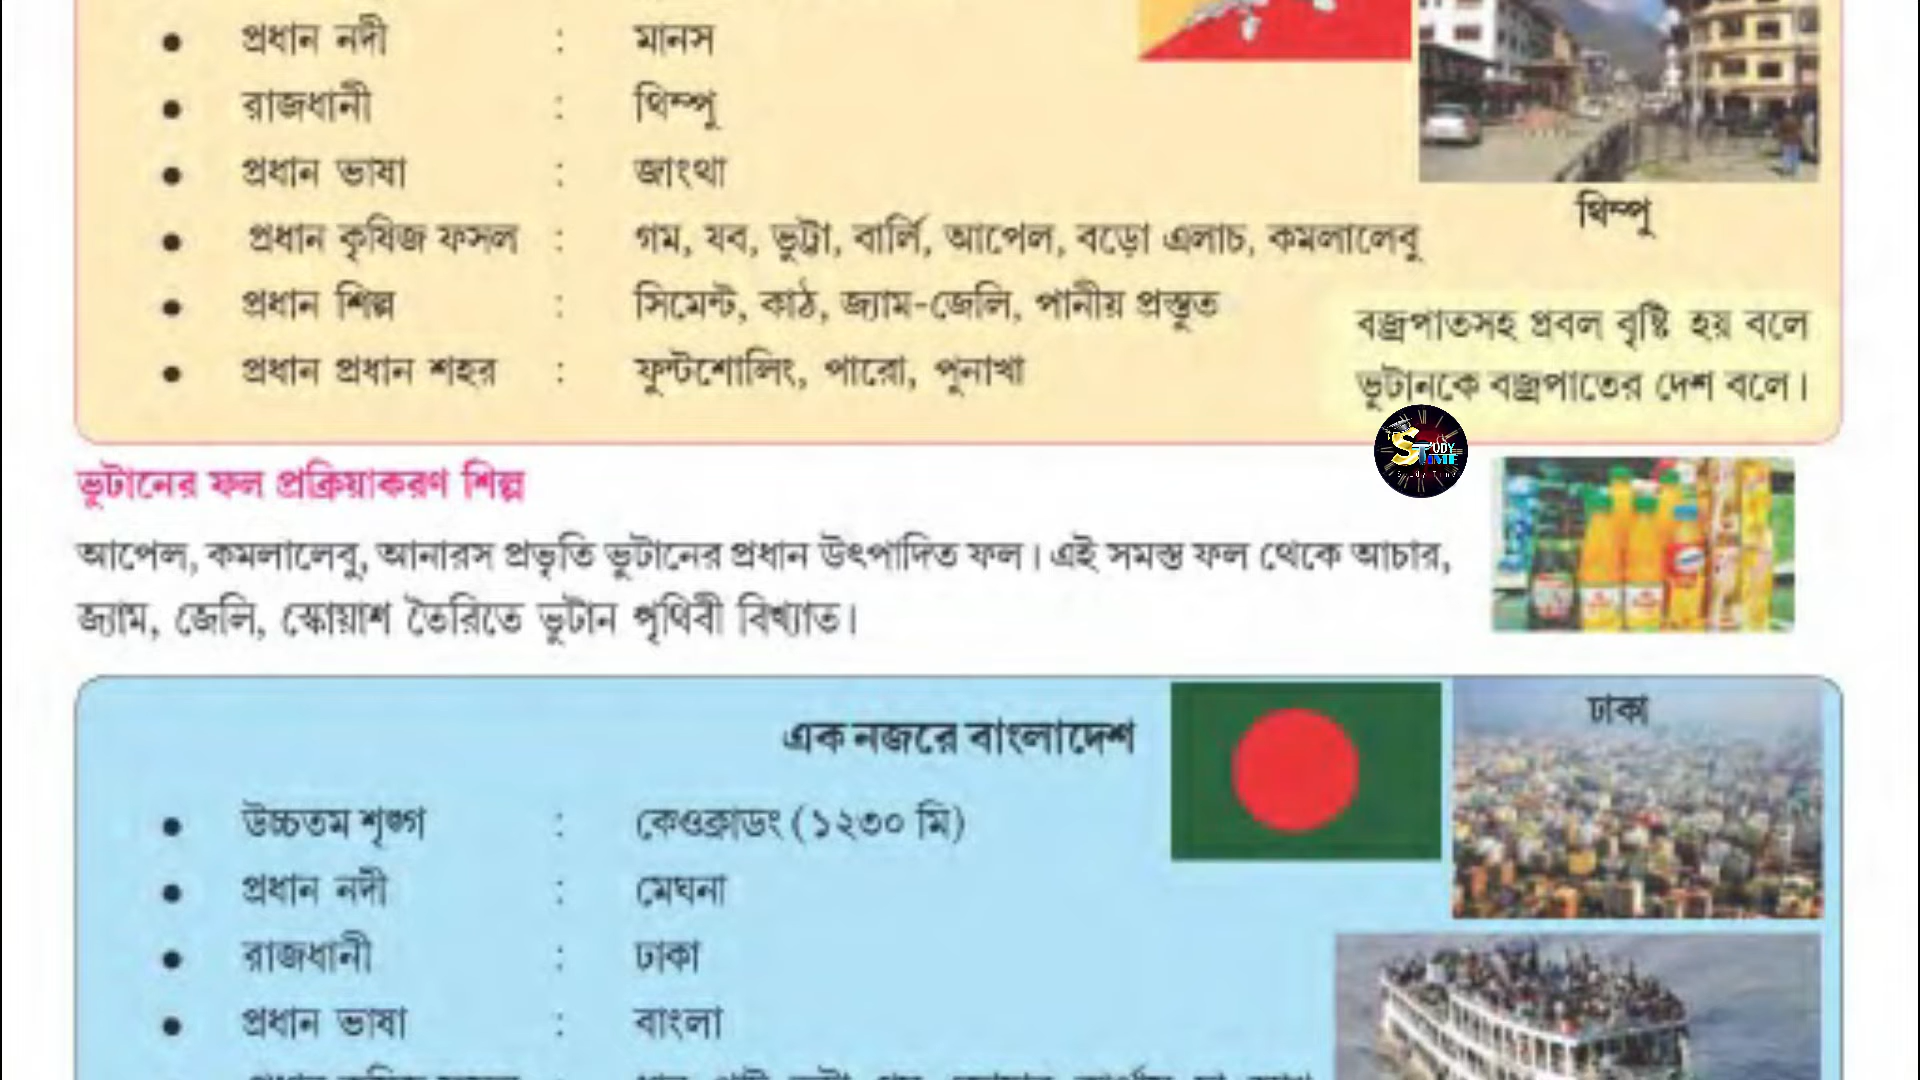 প্রধান নদী : মানস
রাজধানী : থিম্পু
প্রধান ভাষা : জাংথা
প্রধান কৃষিজ ফসল : গম, যব, ভুট্টা, বার্লি, আপেল, বড়ো এলাচ, কমলালেবু
থিম্পু
প্রধান শিল্প : সিমেন্ট, কাঠ, জ্যাম-জেলি, পানীয় প্রস্তুত
প্রধান প্রধান শহর : ফুন্টশোলিং, পারো, পুনাখা
বজ্রপাতসহ প্রবল বৃষ্টি হয় বলে
ভুটানকে বজ্রপাতের দেশ বলে।
STUDY TIME
ভুটানের ফল প্রক্রিয়াকরণ শিল্প
আপেল, কমলালেবু, আনারস প্রভৃতি ভুটানের প্রধান উৎপাদিত ফল। এই সমস্ত ফল থেকে আচার,
জ্যাম, জেলি, স্কোয়াশ তৈরিতে ভুটান পৃথিবী বিখ্যাত।
এক নজরে বাংলাদেশ
ঢাকা
উচ্চতম শৃঙ্গ : কেওক্রাডং (১২৩০ মি)
প্রধান নদী : মেঘনা
রাজধানী : ঢাকা
প্রধান ভাষা : বাংলা